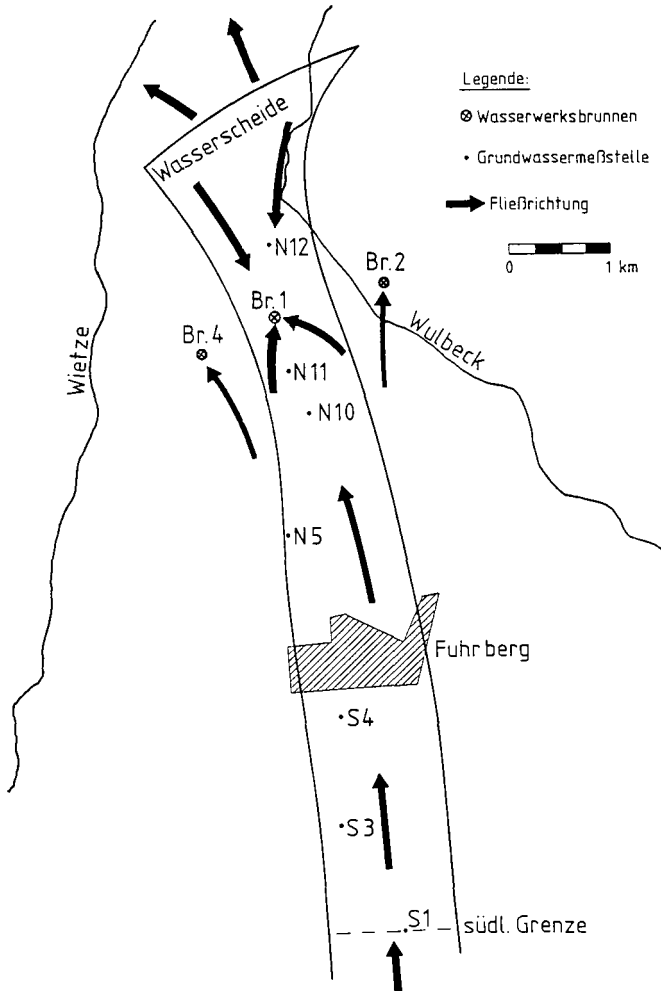 Legende:
Wasserwerksbrunnen
Grundwassermeßstelle
Fließrichtung
0 1 km
Wasserscheide
N12
Br.2
Br.1
Br.4
Wulbeck
Wietze
N11
N10
N5
Fuhrberg
S4
S3
S1
südl. Grenze